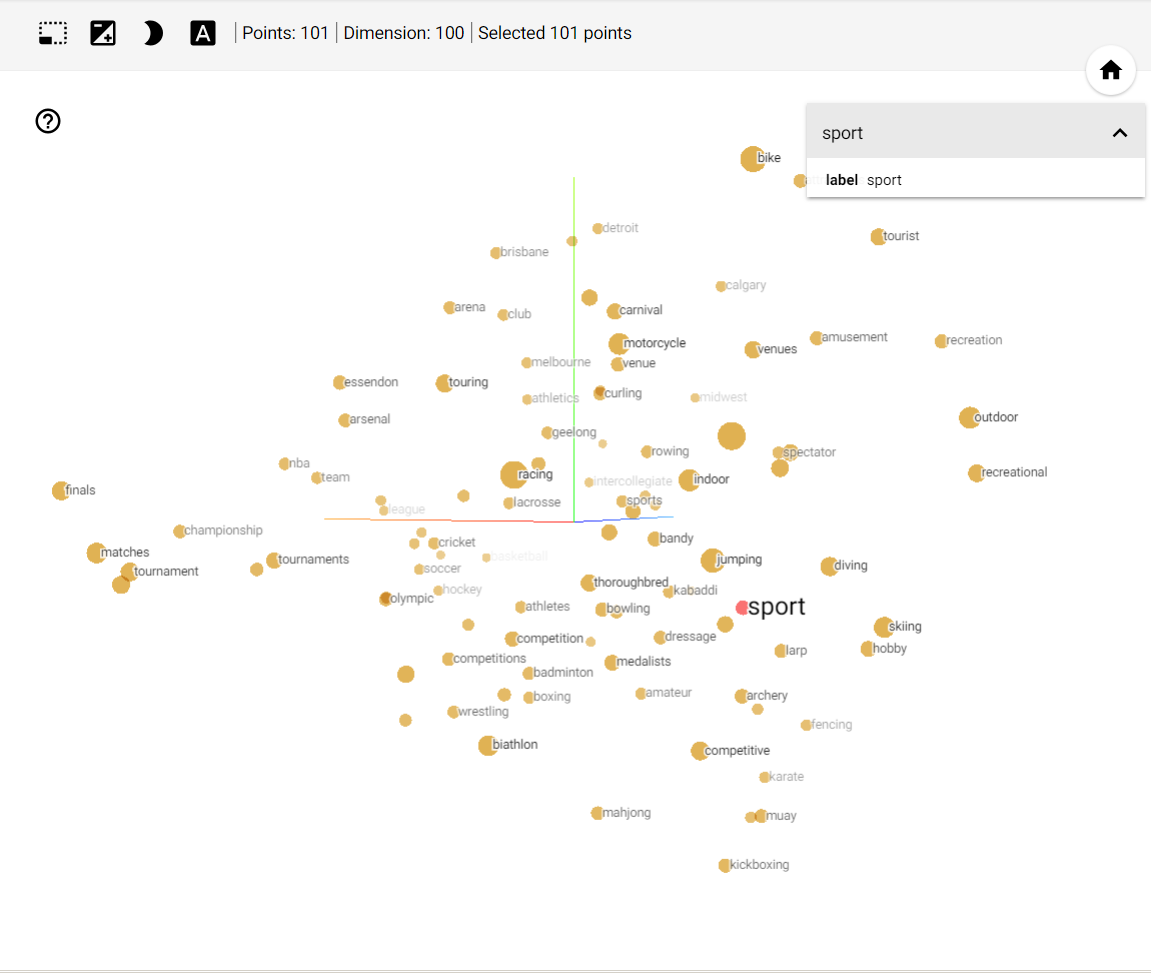 A
Points: 101 | Dimension: 100 | Selected 101 points
?
sport
label sport
bike
tourist
detroit
brisbane
calgary
arena
club
carnival
motorcycle
venues
amusement
recreation
melbourne
venue
essendon
touring
athletics
curling
midwest
arsenal
outdoor
geelong
rowing
spectator
nba
team
racing
intercollegiate
indoor
recreational
finals
league
lacrosse
sports
championship
cricket
basketball
bandy
matches
tournament
tournaments
soccer
jumping
diving
olympic
hockey
thoroughbred
kabaddi
athletes
bowling
sport
competition
dressage
skiing
hobby
larp
competitions
badminton
medalists
boxing
amateur
archery
wrestling
fencing
biathlon
competitive
karate
mahjong
muay
kickboxing